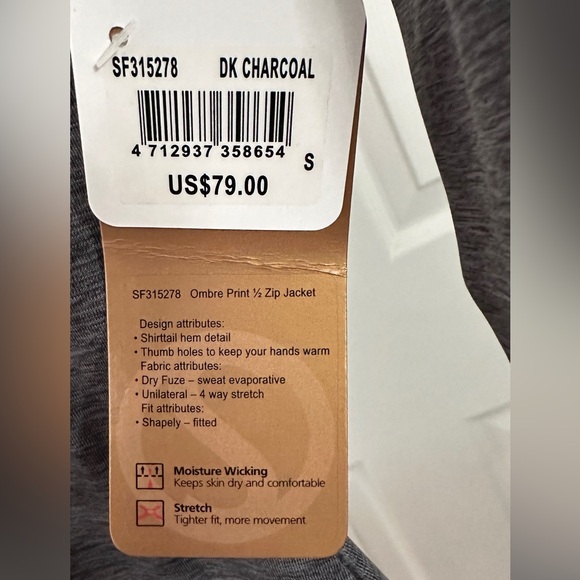 SF315278 DK CHARCOAL
4 712937 358654
S
US$79.00
SF315278 Ombre Print ½ Zip Jacket
Design attributes:
• Shirttail hem detail
• Thumb holes to keep your hands warm
Fabric attributes:
• Dry Fuze – sweat evaporative
• Unilateral – 4 way stretch
Fit attributes:
• Shapely – fitted
Moisture Wicking
Keeps skin dry and comfortable
Stretch
Tighter fit, more movement